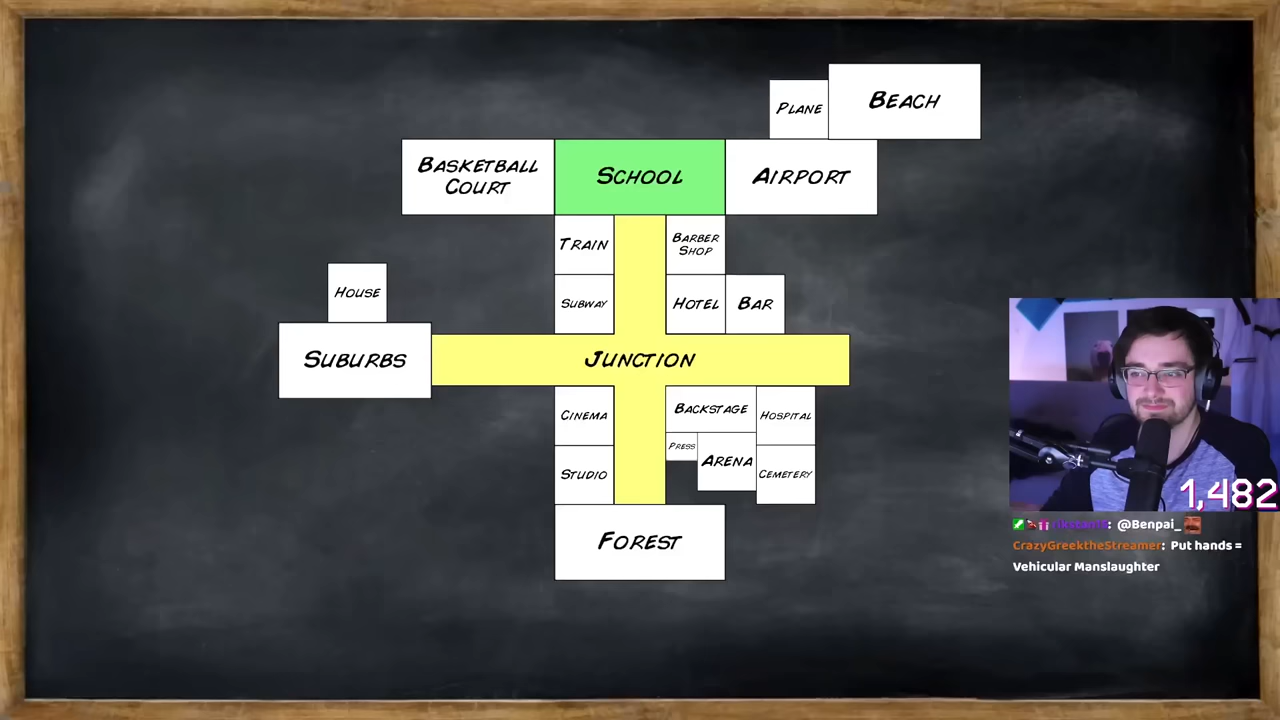 PLANE
BEACH
BASKETBALL
COURT
SCHOOL
AIRPORT
TRAIN
BARBER
SHOP
HOUSE
SUBWAY
HOTEL
BAR
SUBURBS
JUNCTION
CINEMA
BACKSTAGE
HOSPITAL
PRESS
ARENA
STUDIO
CEMETERY
FOREST
1,482
: @Benpai_
CrazyGreektheStreamer: Put hands =
Vehicular Manslaughter